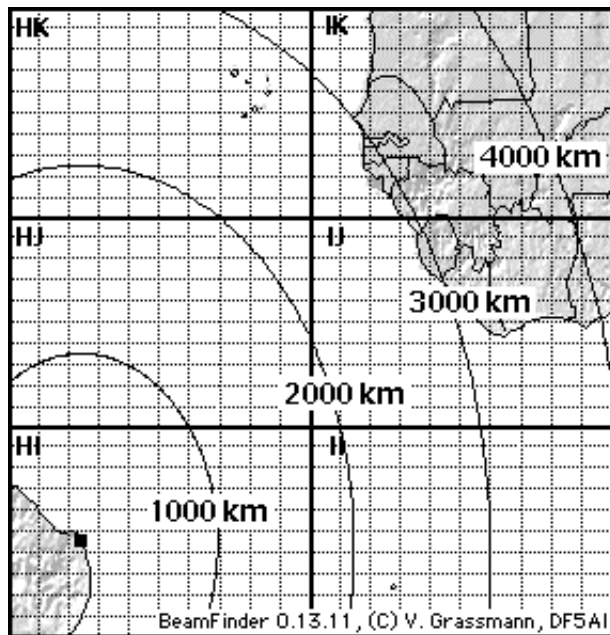 HK IK
4000 km
HJ IJ
3000 km
2000 km
HI II
1000 km
BeamFinder 0.13.11, (C) V. Grassmann, DF5AI